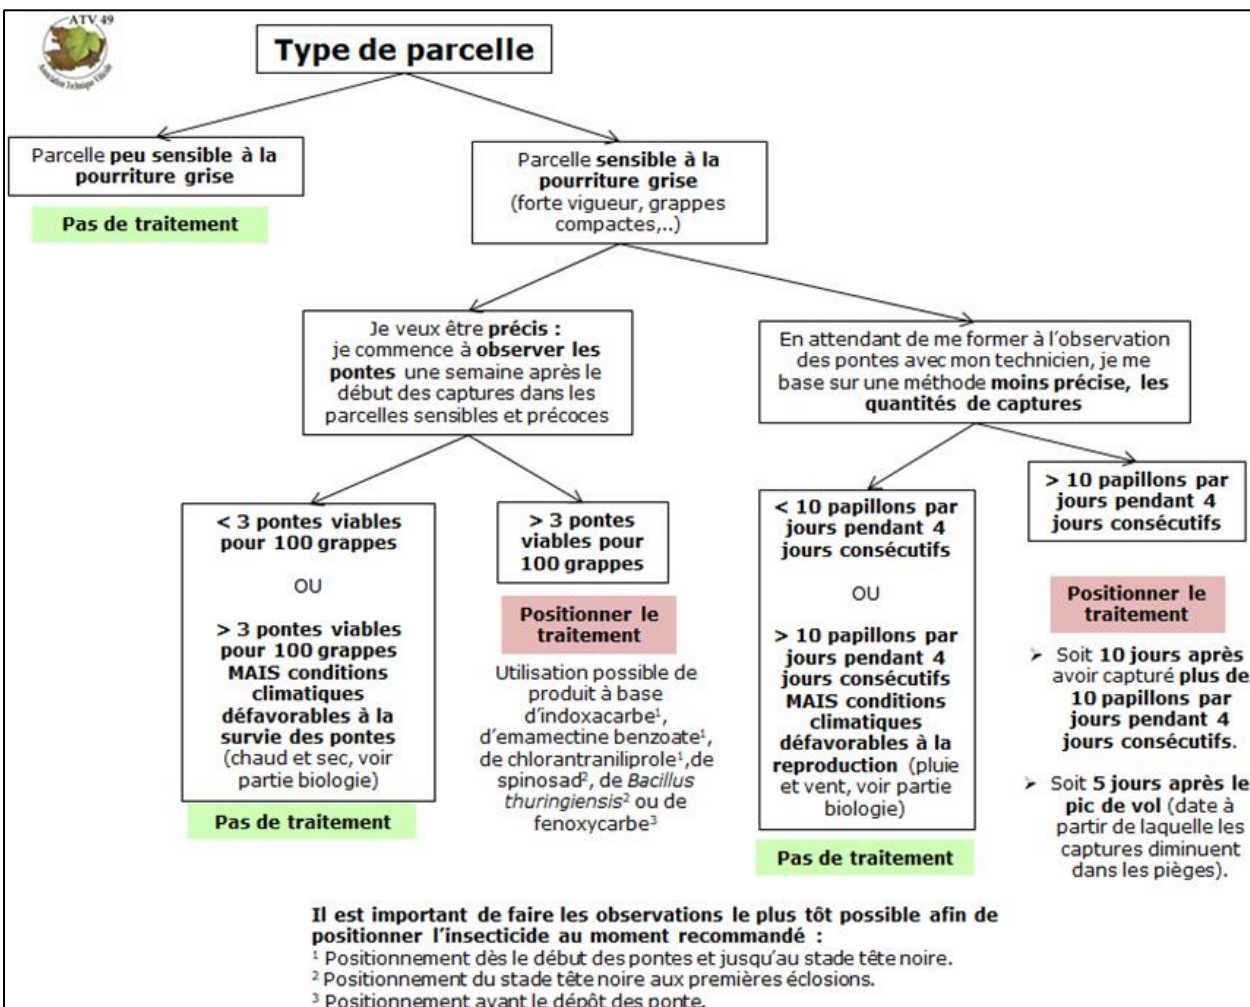 ATV 49
Association Technique Viticole
Type de parcelle
Parcelle peu sensible à la
pourriture grise
Pas de traitement
Parcelle sensible à la
pourriture grise
(forte vigueur, grappes
compactes,..)
Je veux être précis :
je commence à observer les
pontes une semaine après le
début des captures dans les
parcelles sensibles et précoces
En attendant de me former à l'observation
des pontes avec mon technicien, je me
base sur une méthode moins précise, les
quantités de captures
< 3 pontes viables
pour 100 grappes
OU
> 3 pontes viables
pour 100 grappes
MAIS conditions
climatiques
défavorables à la
survie des pontes
(chaud et sec, voir
partie biologie)
Pas de traitement
> 3 pontes
viables pour
100 grappes
Positionner le
traitement
Utilisation possible de
produit à base
d'indoxacarbe¹,
d'emamectine benzoate¹,
de chlorantraniliprole¹,de
spinosad², de Bacillus
thuringiensis² ou de
fenoxycarbe³
< 10 papillons par
jours pendant 4
jours consécutifs
OU
> 10 papillons par
jours pendant 4
jours consécutifs
MAIS conditions
climatiques
défavorables à la
reproduction (pluie
et vent, voir partie
biologie)
Pas de traitement
> 10 papillons par
jours pendant 4
jours consécutifs
Positionner le
traitement
➤ Soit 10 jours après
avoir capturé plus de
10 papillons par
jours pendant 4
jours consécutifs.
➤ Soit 5 jours après le
pic de vol (date à
partir de laquelle les
captures diminuent
dans les pièges).
Il est important de faire les observations le plus tôt possible afin de
positionner l'insecticide au moment recommandé :
¹ Positionnement dès le début des pontes et jusqu'au stade tête noire.
² Positionnement du stade tête noire aux premières éclosions.
³ Positionnement avant le dépôt des ponte.